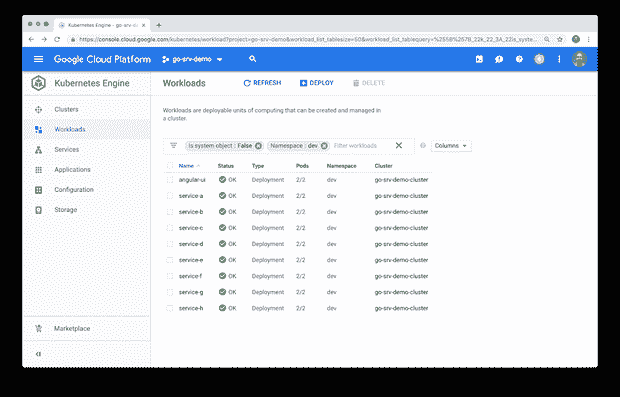 Kubernetes Engine - go-srv-de
https://console.cloud.google.com/kubernetes/workload?project=go-srv-demo&workload_list_tablesize=50&workload_list_tablequery=%255B%257B_22k_22_3A_22is_syste
Google Cloud Platform
go-srv-demo
Kubernetes Engine
Workloads
REFRESH
DEPLOY
DELETE
Clusters
Workloads
Services
Applications
Configuration
Storage
Marketplace
Workloads are deployable units of computing that can be created and managed in
a cluster.
Is system object : False
Namespace : dev
Filter workloads
Columns
Name Status Type Pods Namespace Cluster
angular-ui OK Deployment 2/2 dev go-srv-demo-cluster
service-a OK Deployment 2/2 dev go-srv-demo-cluster
service-b OK Deployment 2/2 dev go-srv-demo-cluster
service-c OK Deployment 2/2 dev go-srv-demo-cluster
service-d OK Deployment 2/2 dev go-srv-demo-cluster
service-e OK Deployment 2/2 dev go-srv-demo-cluster
service-f OK Deployment 2/2 dev go-srv-demo-cluster
service-g OK Deployment 2/2 dev go-srv-demo-cluster
service-h OK Deployment 2/2 dev go-srv-demo-cluster